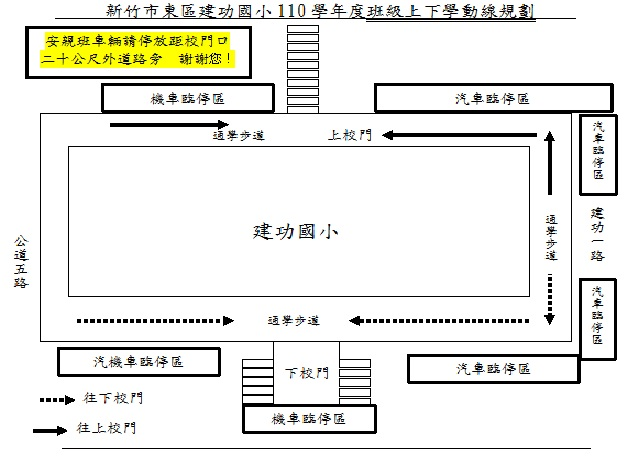 新竹市東區建功國小 110 學年度班級上下學動線規劃
安親班車輛請停放距校門口
二十公尺外道路旁　謝謝您！
機車臨停區
汽車臨停區
通學步道
上校門
汽車臨停區
建功國小
公道五路
通學步道
建功一路
汽車臨停區
通學步道
汽機車臨停區
下校門
汽車臨停區
往下校門
機車臨停區
往上校門